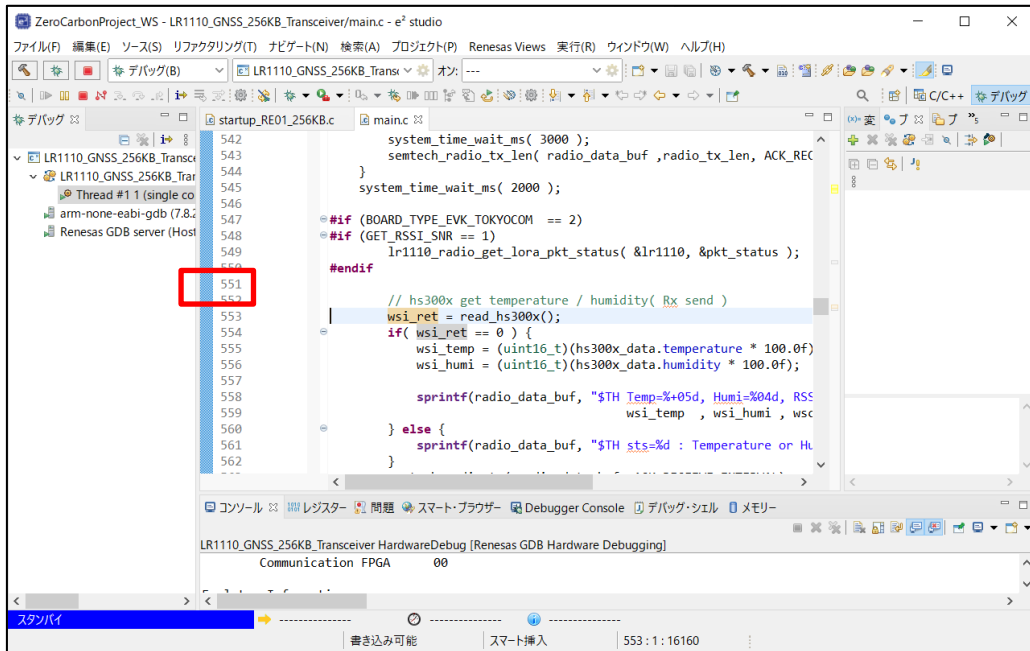 ZeroCarbonProject_WS - LR1110_GNSS_256KB_Transceiver/main.c - e² studio
ファイル(F) 編集(E) ソース(S) リファクタリング(T) ナビゲート(N) 検索(A) プロジェクト(P) Renesas Views 実行(R) ウィンドウ(W) ヘルプ(H)
デバッグ(B) LR1110_GNSS_256KB_Trans オン: ---
C/C++ デバッグ
デバッグ startup_RE01_256KB.c main.c 変 ブ プ "5
LR1110_GNSS_256KB_Transce
LR1110_GNSS_256KB_Tran
Thread #1 1 (single co
arm-none-eabi-gdb (7.8.2
Renesas GDB server (Host
542 system_time_wait_ms( 3000 );
543 semtech_radio_tx_len( radio_data_buf ,radio_tx_len, ACK_REC
544 }
545 system_time_wait_ms( 2000 );
546
547 #if (BOARD_TYPE_EVK_TOKYOCOM == 2)
548 #if (GET_RSSI_SNR == 1)
549 lr1110_radio_get_lora_pkt_status( &lr1110, &pkt_status );
550 #endif
551
552 // hs300x get temperature / humidity( Rx send )
553 wsi_ret = read_hs300x();
554 if( wsi_ret == 0 ) {
555 wsi_temp = (uint16_t)(hs300x_data.temperature * 100.0f)
556 wsi_humi = (uint16_t)(hs300x_data.humidity * 100.0f);
557
558 sprintf(radio_data_buf, "$TH Temp=%+05d, Humi=%04d, RSS
559 wsi_temp , wsi_humi , wsc
560 } else {
561 sprintf(radio_data_buf, "$TH sts=%d : Temperature or Hu
562 }
コンソール レジスター 問題 スマート・ブラウザー Debugger Console デバッグ・シェル メモリー
LR1110_GNSS_256KB_Transceiver HardwareDebug [Renesas GDB Hardware Debugging]
Communication FPGA 00
スタンバイ -------------- -------------- --------------
書き込み可能 スマート挿入 553 : 1 : 16160